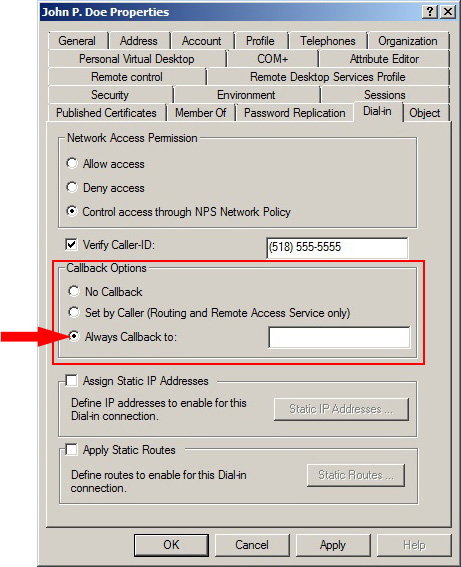 John P. Doe Properties
General Address Account Profile Telephones Organization
Personal Virtual Desktop COM+ Attribute Editor
Remote control Remote Desktop Services Profile
Security Environment Sessions
Published Certificates Member Of Password Replication Dial-in Object
Network Access Permission
Allow access
Deny access
Control access through NPS Network Policy
Verify Caller-ID: (518) 555-5555
Callback Options
No Callback
Set by Caller (Routing and Remote Access Service only)
Always Callback to:
Assign Static IP Addresses
Define IP addresses to enable for this
Dial-in connection.
Static IP Addresses ...
Apply Static Routes
Define routes to enable for this Dial-in
connection.
Static Routes ...
OK Cancel Apply Help